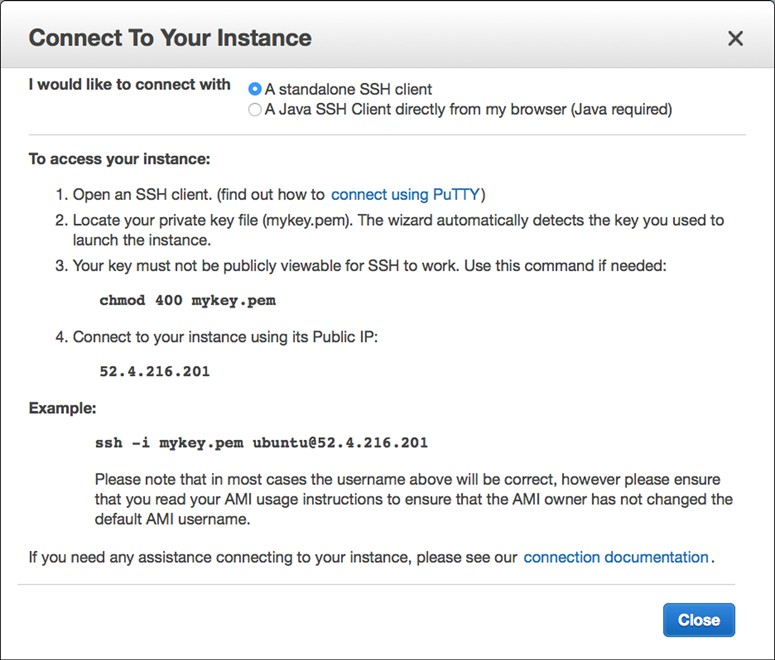 Connect To Your Instance
I would like to connect with
A standalone SSH client
A Java SSH Client directly from my browser (Java required)
To access your instance:
1. Open an SSH client. (find out how to connect using PuTTY)
2. Locate your private key file (mykey.pem). The wizard automatically detects the key you used to
launch the instance.
3. Your key must not be publicly viewable for SSH to work. Use this command if needed:
chmod 400 mykey.pem
4. Connect to your instance using its Public IP:
52.4.216.201
Example:
ssh -i mykey.pem ubuntu@52.4.216.201
Please note that in most cases the username above will be correct, however please ensure
that you read your AMI usage instructions to ensure that the AMI owner has not changed the
default AMI username.
If you need any assistance connecting to your instance, please see our connection documentation.
Close